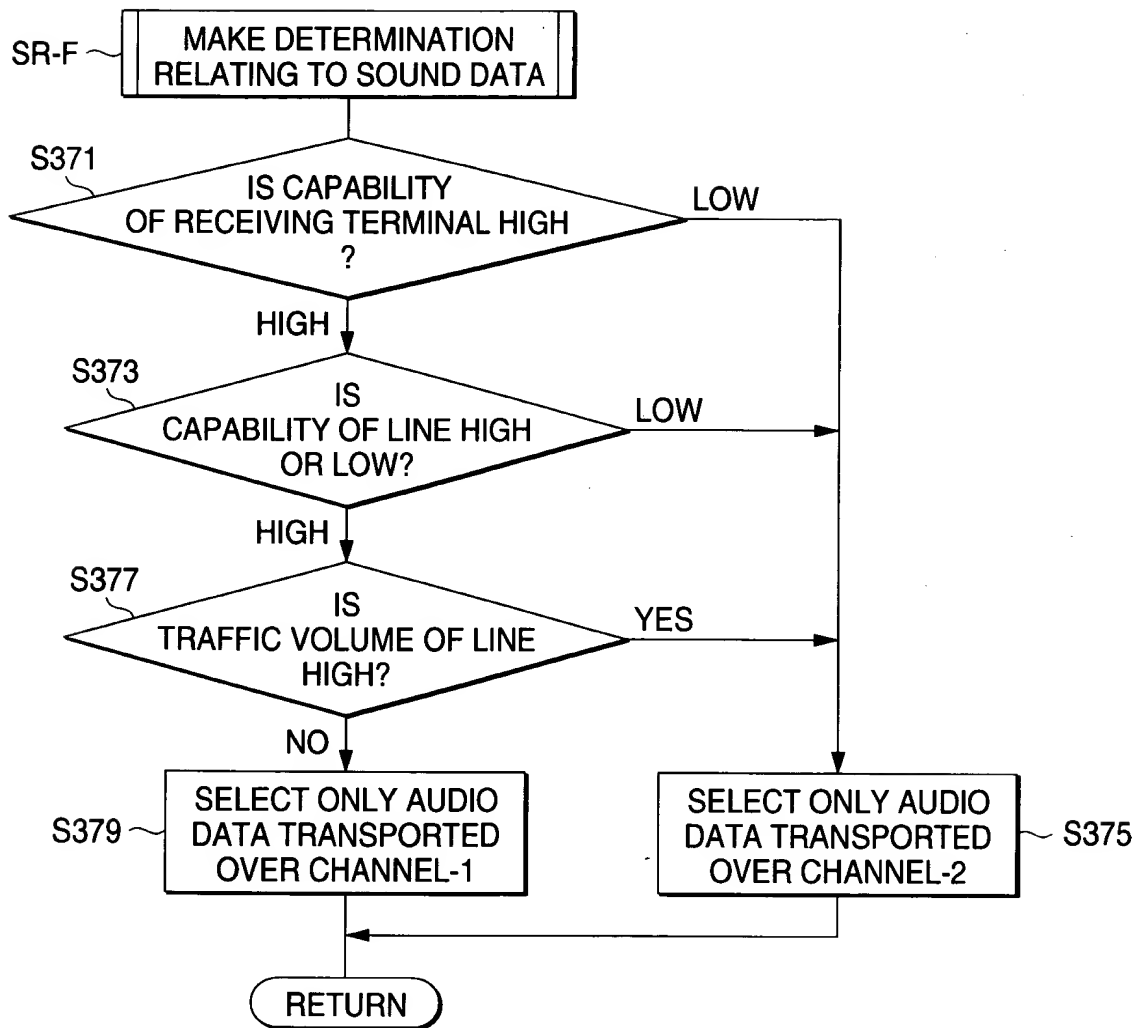 SR-F
MAKE DETERMINATION
RELATING TO SOUND DATA
S371
IS CAPABILITY
OF RECEIVING TERMINAL HIGH
?
LOW
HIGH
S373
IS
CAPABILITY OF LINE HIGH
OR LOW?
LOW
HIGH
S377
IS
TRAFFIC VOLUME OF LINE
HIGH?
YES
NO
S379
SELECT ONLY AUDIO
DATA TRANSPORTED
OVER CHANNEL-1
SELECT ONLY AUDIO
DATA TRANSPORTED
OVER CHANNEL-2
S375
RETURN